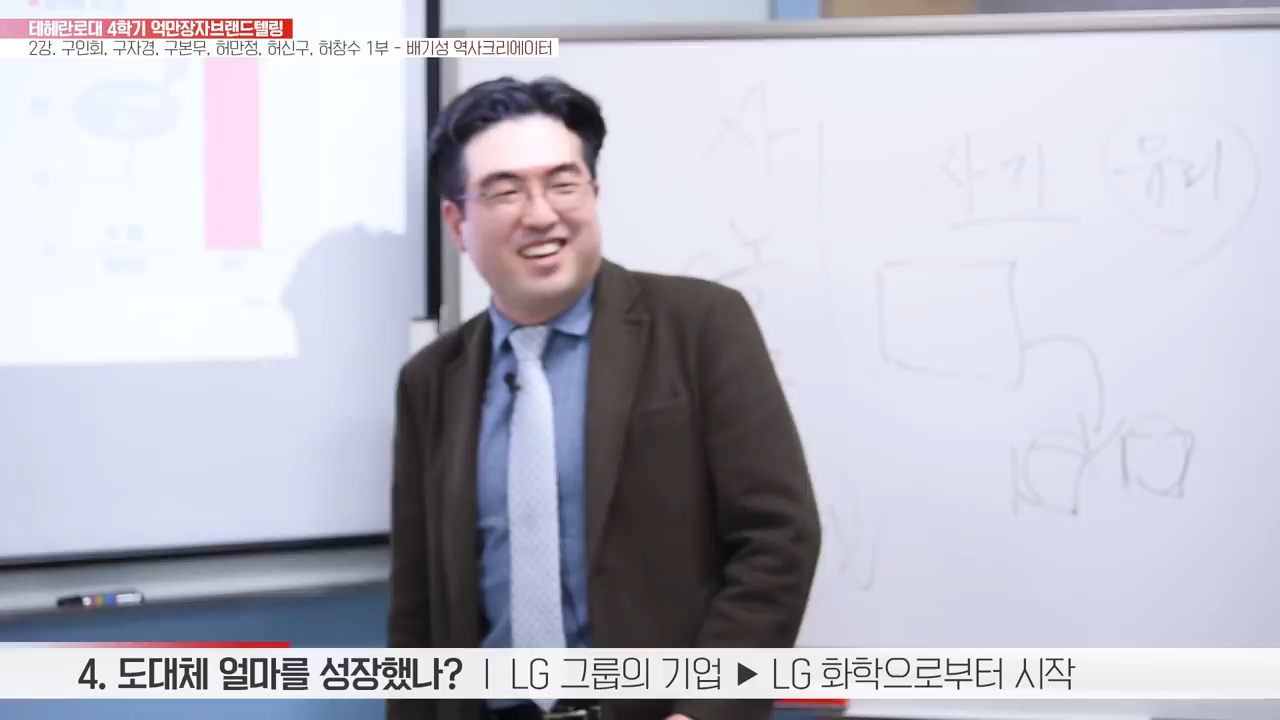 테헤란로대 4학기 억만장자브랜드텔링
2강. 구인회, 구자경, 구본무, 허만정, 허신구, 허창수 1부 - 배기성 역사크리에이터
사기 유리
4. 도대체 얼마를 성장했나? | LG 그룹의 기업 ▶ LG 화학으로부터 시작